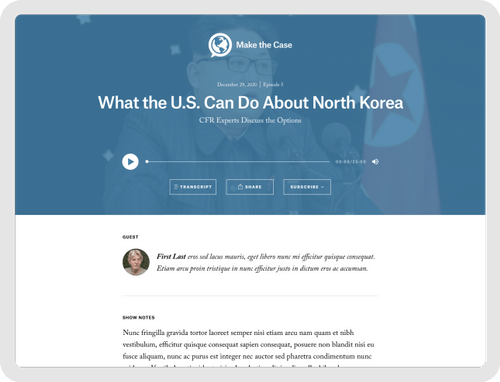 Make the Case
December 29, 2020 | Episode 5
What the U.S. Can Do About North Korea
CFR Experts Discuss the Options
00:00/35:00
TRANSCRIPT
SHARE
SUBSCRIBE
GUEST
First Last eros sed lacus mauris, eget libero nunc mi efficitur quisque consequat.
Etiam arcu proin tristique in nunc efficitur justo in dictum eros ac accumsan.
SHOW NOTES
Nunc fringilla gravida tortor laoreet semper nisi etiam arcu nam quam et nibh
vestibulum, efficitur quisque consequat sapien consequat, posuere non blandit nisi eu
fusce aliquam, nunc ac purus est integer nec auctor sed pharetra condimentum nunc